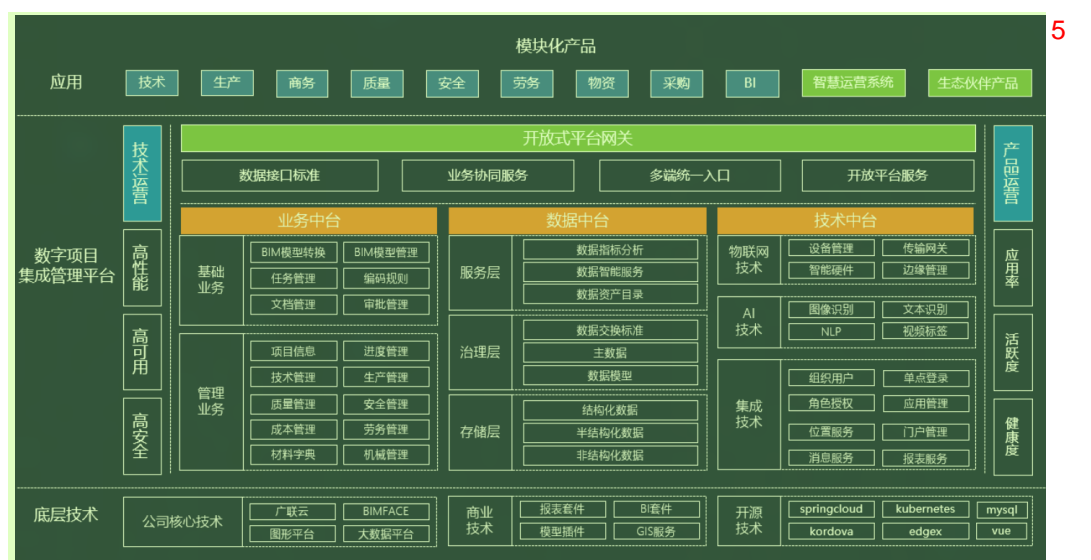 5
模块化产品
应用
技术
生产
商务
质量
安全
劳务
物资
采购
BI
智慧运营系统
生态伙伴产品
数字项目
集成管理平台
技术运营
高性能
高可用
高安全
开放式平台网关
数据接口标准
业务协同服务
多端统一入口
开放平台服务
业务中台
基础
业务
BIM模型转换
BIM模型管理
任务管理
编码规则
文档管理
审批管理
管理
业务
项目信息
进度管理
技术管理
生产管理
质量管理
安全管理
成本管理
劳务管理
材料字典
机械管理
数据中台
服务层
数据指标分析
数据智能服务
数据资产目录
治理层
数据交换标准
主数据
数据模型
存储层
结构化数据
半结构化数据
非结构化数据
技术中台
物联网
技术
设备管理
传输网关
智能硬件
边缘管理
AI
技术
图像识别
文本识别
NLP
视频标签
集成
技术
组织用户
单点登录
角色授权
应用管理
位置服务
门户管理
消息服务
报表服务
产品运营
应用率
活跃度
健康度
底层技术
公司核心技术
广联云
BIMFACE
图形平台
大数据平台
商业
技术
报表套件
BI套件
模型插件
GIS服务
开源
技术
springcloud
kubernetes
mysql
kordova
edgex
vue